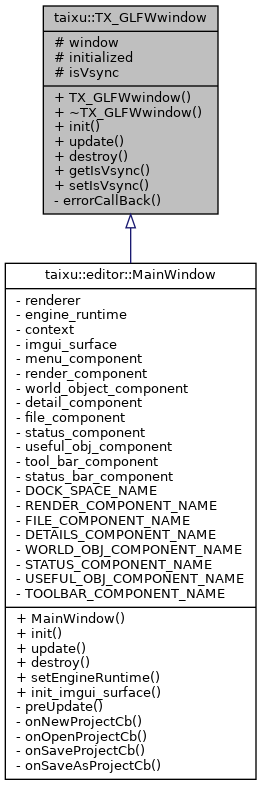 taixu::TX_GLFWwindow
# window
# initialized
# isVsync
+ TX_GLFWwindow()
+ ~TX_GLFWwindow()
+ init()
+ update()
+ destroy()
+ getIsVsync()
+ setIsVsync()
- errorCallBack()
taixu::editor::MainWindow
- renderer
- engine_runtime
- context
- imgui_surface
- menu_component
- render_component
- world_object_component
- detail_component
- file_component
- status_component
- useful_obj_component
- tool_bar_component
- status_bar_component
- DOCK_SPACE_NAME
- RENDER_COMPONENT_NAME
- FILE_COMPONENT_NAME
- DETAILS_COMPONENT_NAME
- WORLD_OBJ_COMPONENT_NAME
- STATUS_COMPONENT_NAME
- USEFUL_OBJ_COMPONENT_NAME
- TOOLBAR_COMPONENT_NAME
+ MainWindow()
+ init()
+ update()
+ destroy()
+ setEngineRuntime()
+ init_imgui_surface()
- preUpdate()
- onNewProjectCb()
- onOpenProjectCb()
- onSaveProjectCb()
- onSaveAsProjectCb()